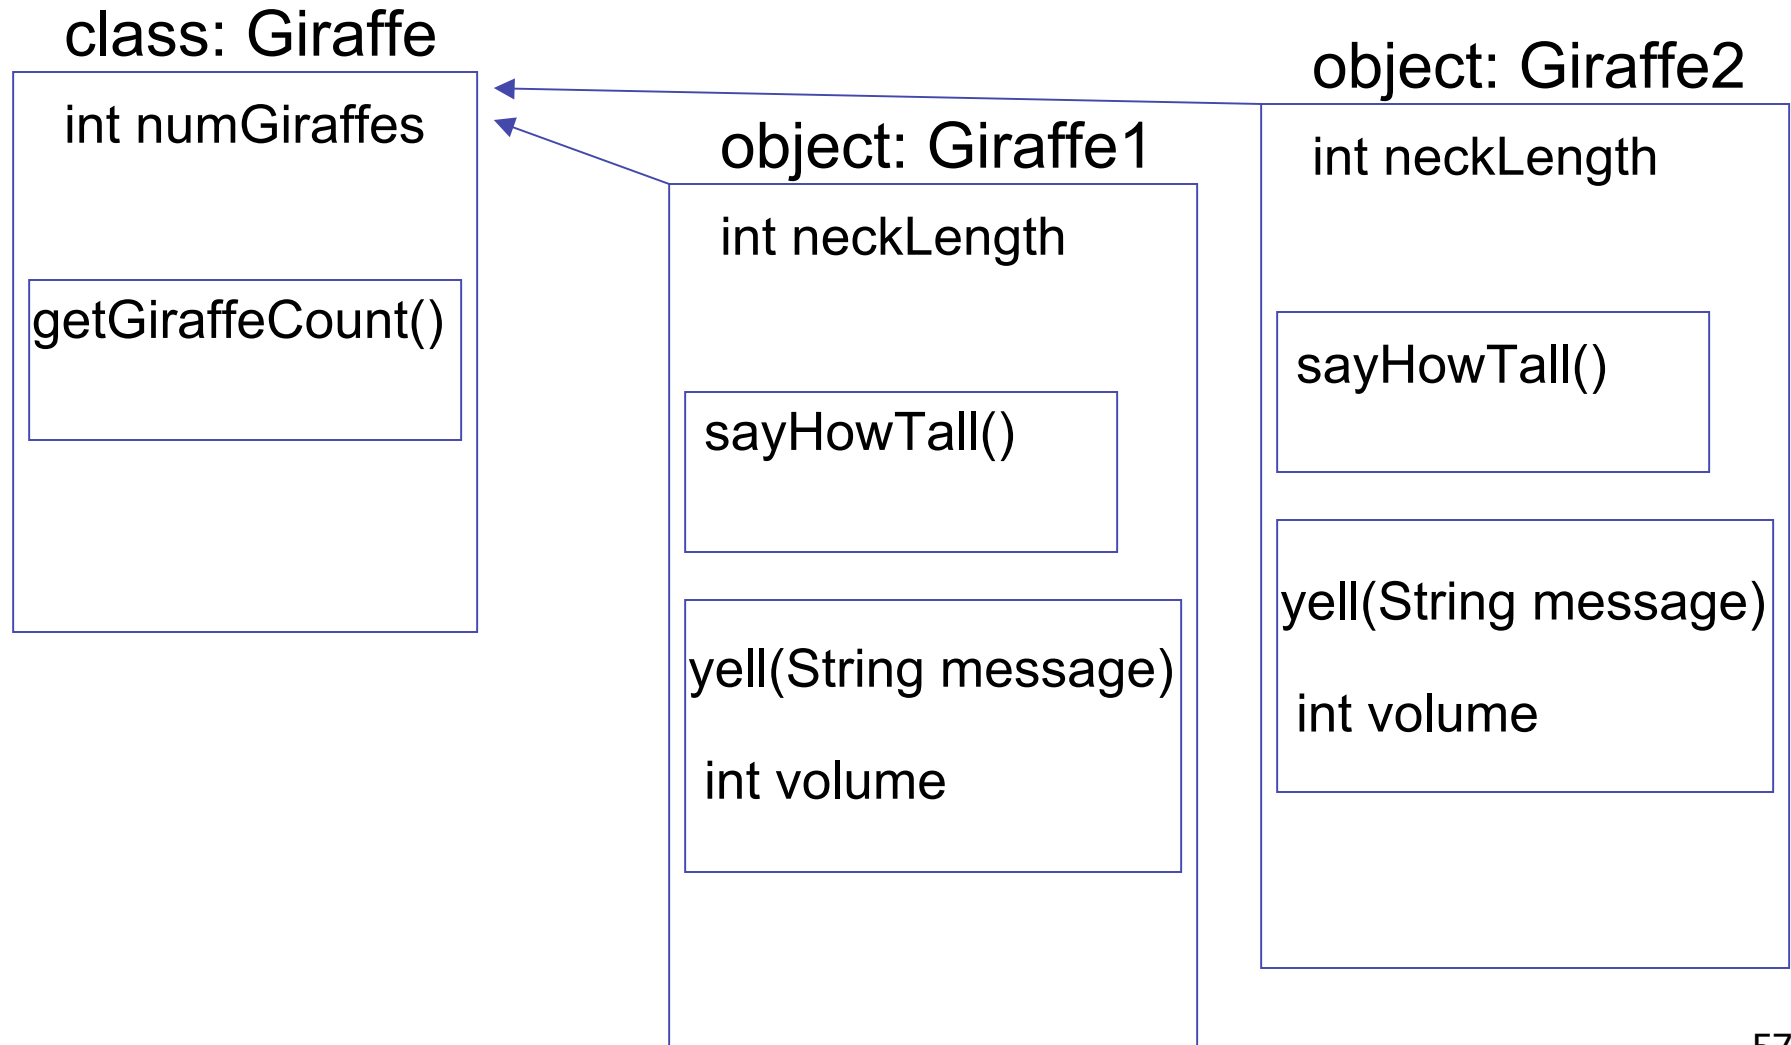 class: Giraffe
int numGiraffes
getGiraffeCount()
object: Giraffe1
int neckLength
sayHowTall()
yell(String message)
int volume
object: Giraffe2
int neckLength
sayHowTall()
yell(String message)
int volume
57